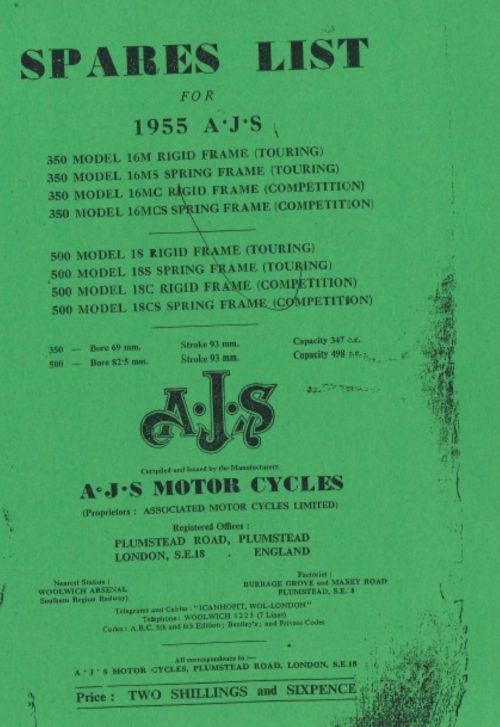 SPARES LIST
FOR
1955 A·J·S
350 MODEL 16M RIGID FRAME (TOURING)
350 MODEL 16MS SPRING FRAME (TOURING)
350 MODEL 16MC RIGID FRAME (COMPETITION)
350 MODEL 16MCS SPRING FRAME (COMPETITION)
500 MODEL 18 RIGID FRAME (TOURING)
500 MODEL 18S SPRING FRAME (TOURING)
500 MODEL 18C RIGID FRAME (COMPETITION)
500 MODEL 18CS SPRING FRAME (COMPETITION)
350 — Bore 69 mm. Stroke 93 mm. Capacity 347 c.c.
500 — Bore 82·5 mm. Stroke 93 mm. Capacity 498 c.c.
A·J·S
Compiled and Issued by the Manufacturers
A·J·S MOTOR CYCLES
(Proprietors : ASSOCIATED MOTOR CYCLES LIMITED)
Registered Offices :
PLUMSTEAD ROAD, PLUMSTEAD
LONDON, S.E.18 . ENGLAND
Nearest Station :
WOOLWICH ARSENAL
(Southern Region Railway)
Factories :
BURRAGE GROVE and MAXEY ROAD
PLUMSTEAD, S.E.
Telegrams and Cables : "ICANHOPIT, WOL-LONDON"
Telephone : WOOLWICH 1223 (7 Lines)
Codes : A.B.C. 5th and 6th Edition ; Bentley's ; and Private Codes
All correspondence to :—
A'J'S MOTOR CYCLES, PLUMSTEAD ROAD, LONDON, S.E.18
Price : TWO SHILLINGS and SIXPENCE